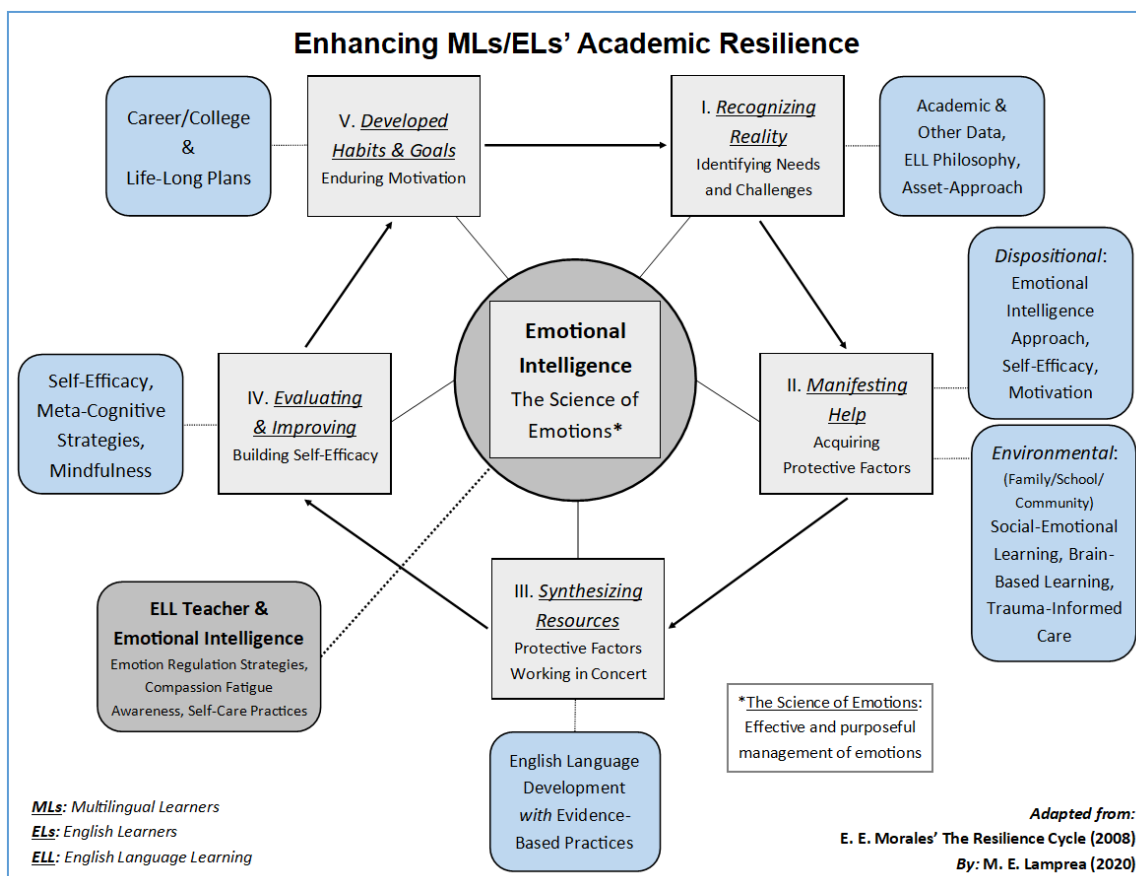 Enhancing MLs/ELs' Academic Resilience
Career/College
&
Life-Long Plans
V. Developed
Habits & Goals
Enduring Motivation
I. Recognizing
Reality
Identifying Needs
and Challenges
Academic &
Other Data,
ELL Philosophy,
Asset-Approach
Dispositional:
Emotional
Intelligence
Approach,
Self-Efficacy,
Motivation
Emotional
Intelligence
The Science of
Emotions*
Self-Efficacy,
Meta-Cognitive
Strategies,
Mindfulness
IV. Evaluating
& Improving
Building Self-Efficacy
II. Manifesting
Help
Acquiring
Protective Factors
Environmental:
(Family/School/
Community)
Social-Emotional
Learning, Brain-
Based Learning,
Trauma-Informed
Care
III. Synthesizing
Resources
Protective Factors
Working in Concert
ELL Teacher &
Emotional Intelligence
Emotion Regulation Strategies,
Compassion Fatigue
Awareness, Self-Care Practices
*The Science of Emotions:
Effective and purposeful
management of emotions
English Language
Development
with Evidence-
Based Practices
MLs: Multilingual Learners
ELs: English Learners
ELL: English Language Learning
Adapted from:
E. E. Morales' The Resilience Cycle (2008)
By: M. E. Lamprea (2020)